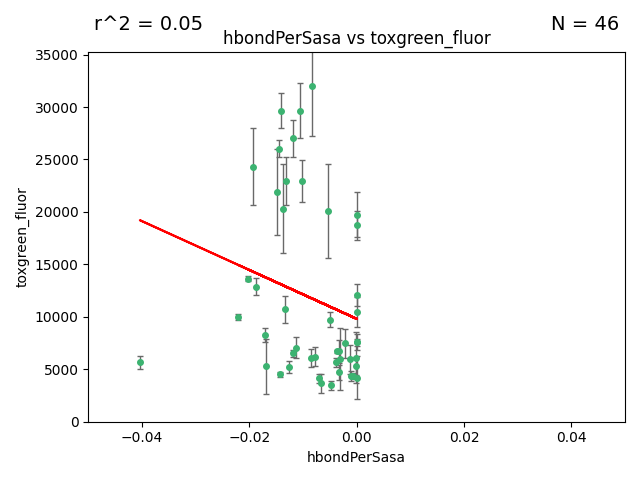 r^2 = 0.05
N = 46
hbondPerSasa vs toxgreen_fluor
35000
30000
25000
20000
15000
10000
5000
0
toxgreen_fluor
−0.04
−0.02
0.00
0.02
0.04
hbondPerSasa